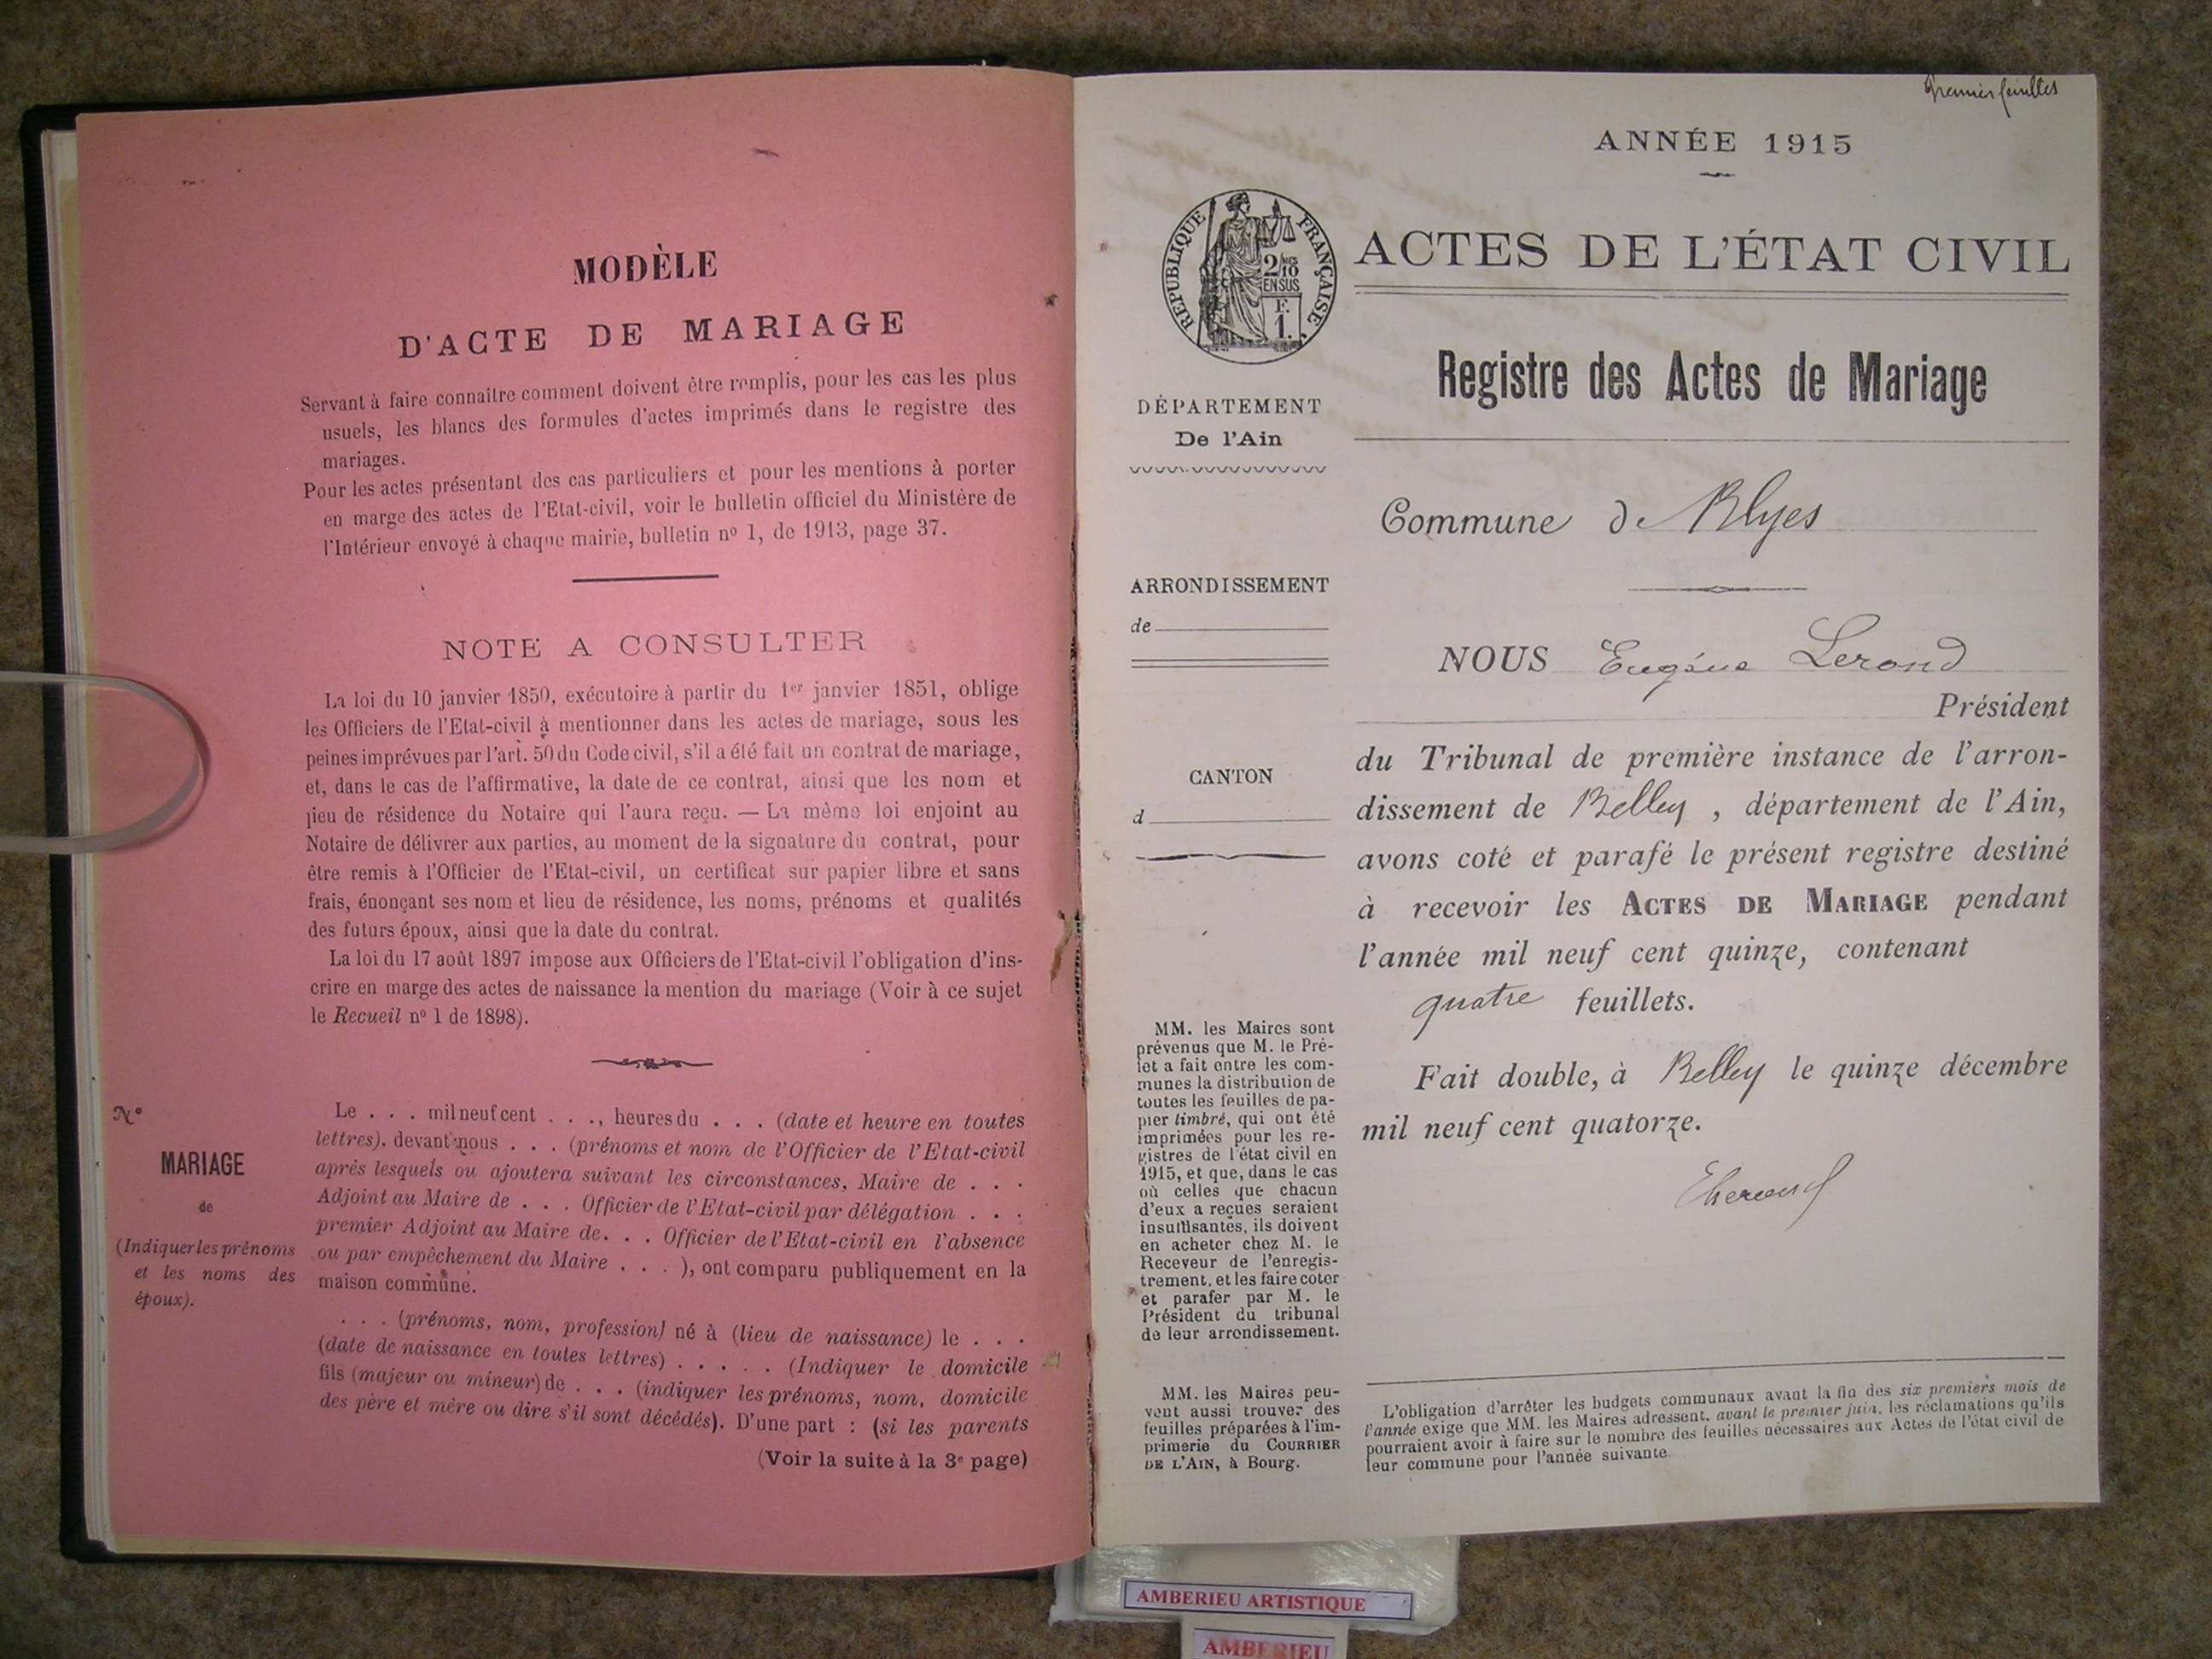 MODÈLE
D'ACTE DE MARIAGE
Servant à faire connaître comment doivent être remplis, pour les cas les plus
usuels, les blancs des formules d'actes imprimés dans le registre des
mariages.
Pour les actes présentant des cas particuliers et pour les mentions à porter
en marge des actes de l'Etat-civil, voir le bulletin officiel du Ministère de
l'Intérieur envoyé à chaque mairie, bulletin nº 1, de 1913, page 37.
NOTE A CONSULTER
La loi du 10 janvier 1850, exécutoire à partir du 1er janvier 1851, oblige
les Officiers de l'Etat-civil à mentionner dans les actes de mariage, sous les
peines imprévues par l'art. 50 du Code civil, s'il a été fait un contrat de mariage,
et, dans le cas de l'affirmative, la date de ce contrat, ainsi que les nom et
lieu de résidence du Notaire qui l'aura reçu. — La même loi enjoint au
Notaire de délivrer aux parties, au moment de la signature du contrat, pour
être remis à l'Officier de l'Etat-civil, un certificat sur papier libre et sans
frais, énonçant ses nom et lieu de résidence, les noms, prénoms et qualités
des futurs époux, ainsi que la date du contrat.
La loi du 17 août 1897 impose aux Officiers de l'Etat-civil l'obligation d'ins-
crire en marge des actes de naissance la mention du mariage (Voir à ce sujet
le Recueil nº 1 de 1898).
Nº
MARIAGE
de
(Indiquer les prénoms
et les noms des
époux).
Le . . . mil neuf cent . . ., heures du . . . (date et heure en toutes
lettres). devant nous . . . (prénoms et nom de l'Officier de l'Etat-civil
après lesquels ou ajoutera suivant les circonstances, Maire de . . .
Adjoint au Maire de . . . Officier de l'Etat-civil par délégation . . .
premier Adjoint au Maire de. . . Officier de l'Etat-civil en l'absence
ou par empêchement du Maire . . . ), ont comparu publiquement en la
maison commune.
. . . (prénoms, nom, profession) né à (lieu de naissance) le . . .
(date de naissance en toutes lettres) . . . . . (Indiquer le domicile
fils (majeur ou mineur) de . . . (indiquer les prénoms, nom, domicile
des père et mère ou dire s'il sont décédés). D'une part : (si les parents
(Voir la suite à la 3e page)
Premier feuillet
ANNÉE 1915
RÉPUBLIQUE FRANÇAISE
2/10
EN SUS
F.
1.
ACTES DE L'ÉTAT CIVIL
Registre des Actes de Mariage
DÉPARTEMENT
De l'Ain
Commune de Blyes
ARRONDISSEMENT
de
CANTON
d
NOUS Eugène Lerond
Président
du Tribunal de première instance de l'arron-
dissement de Belley, département de l'Ain,
avons coté et parafé le présent registre destiné
à recevoir les ACTES DE MARIAGE pendant
l'année mil neuf cent quinze, contenant
quatre feuillets.
Fait double, à Belley le quinze décembre
mil neuf cent quatorze.
MM. les Maires sont
prévenus que M. le Pré-
fet a fait entre les com-
munes la distribution de
toutes les feuilles de pa-
pier timbré, qui ont été
imprimées pour les re-
gistres de l'état civil en
1915, et que, dans le cas
où celles que chacun
d'eux a reçues seraient
insuffisantes, ils doivent
en acheter chez M. le
Receveur de l'enregis-
trement, et les faire coter
et parafer par M. le
Président du tribunal
de leur arrondissement.
MM. les Maires peu-
vent aussi trouver des
feuilles préparées à l'im-
primerie du COURRIER
DE L'AIN, à Bourg.
L'obligation d'arrêter les budgets communaux avant la fin des six premiers mois de
l'année exige que MM. les Maires adressent, avant le premier juin, les réclamations qu'ils
pourraient avoir à faire sur le nombre des feuilles nécessaires aux Actes de l'état civil de
leur commune pour l'année suivante.
AMBERIEU ARTISTIQUE
AMBERIEU